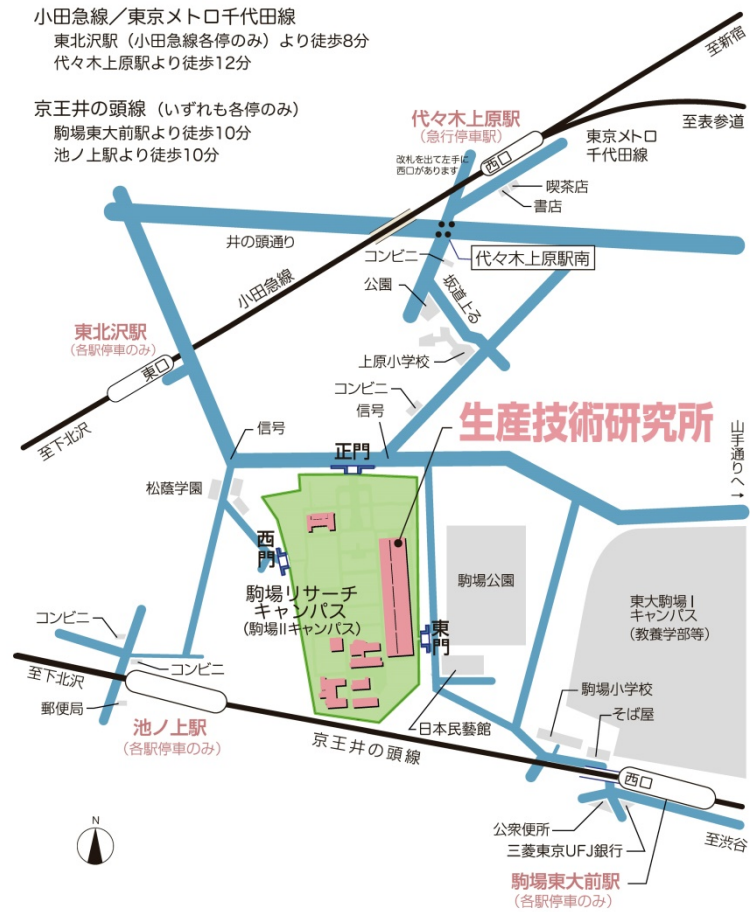 小田急線／東京メトロ千代田線
東北沢駅（小田急線各停のみ）より徒歩8分
代々木上原駅より徒歩12分
京王井の頭線（いずれも各停のみ）
駒場東大前駅より徒歩10分
池ノ上駅より徒歩10分
至新宿
代々木上原駅
（急行停車駅）
改札を出て左手に
西口があります
西口
至表参道
東京メトロ
千代田線
喫茶店
書店
井の頭通り
小田急線
コンビニ
代々木上原駅南
公園
坂道上る
東北沢駅
（各駅停車のみ）
東口
上原小学校
コンビニ
信号
至下北沢
信号
生産技術研究所
山手通りへ→
正門
松蔭学園
西門
駒場リサーチ
キャンパス
（駒場IIキャンパス）
駒場公園
東大駒場I
キャンパス
（教養学部等）
東門
コンビニ
コンビニ
至下北沢
郵便局
池ノ上駅
（各駅停車のみ）
京王井の頭線
日本民藝館
駒場小学校
そば屋
西口
公衆便所
三菱東京UFJ銀行
至渋谷
駒場東大前駅
（各駅停車のみ）
N